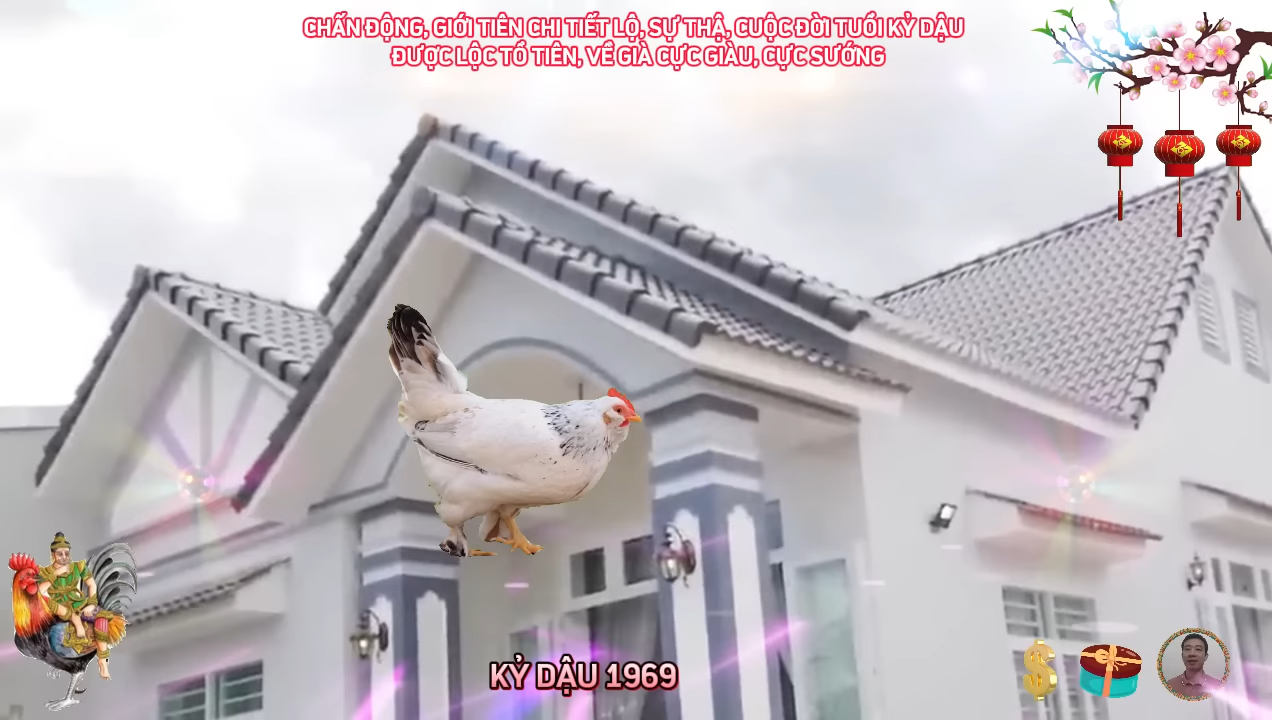 CHẤN ĐỘNG, GIỚI TIÊN CHI TIẾT LỘ, SỰ THẬ, CUỘC ĐỜI TUỔI KỶ DẬU
ĐƯỢC LỘC TỔ TIÊN, VỀ GIÀ CỰC GIÀU, CỰC SƯỚNG
KỶ DẬU 1969